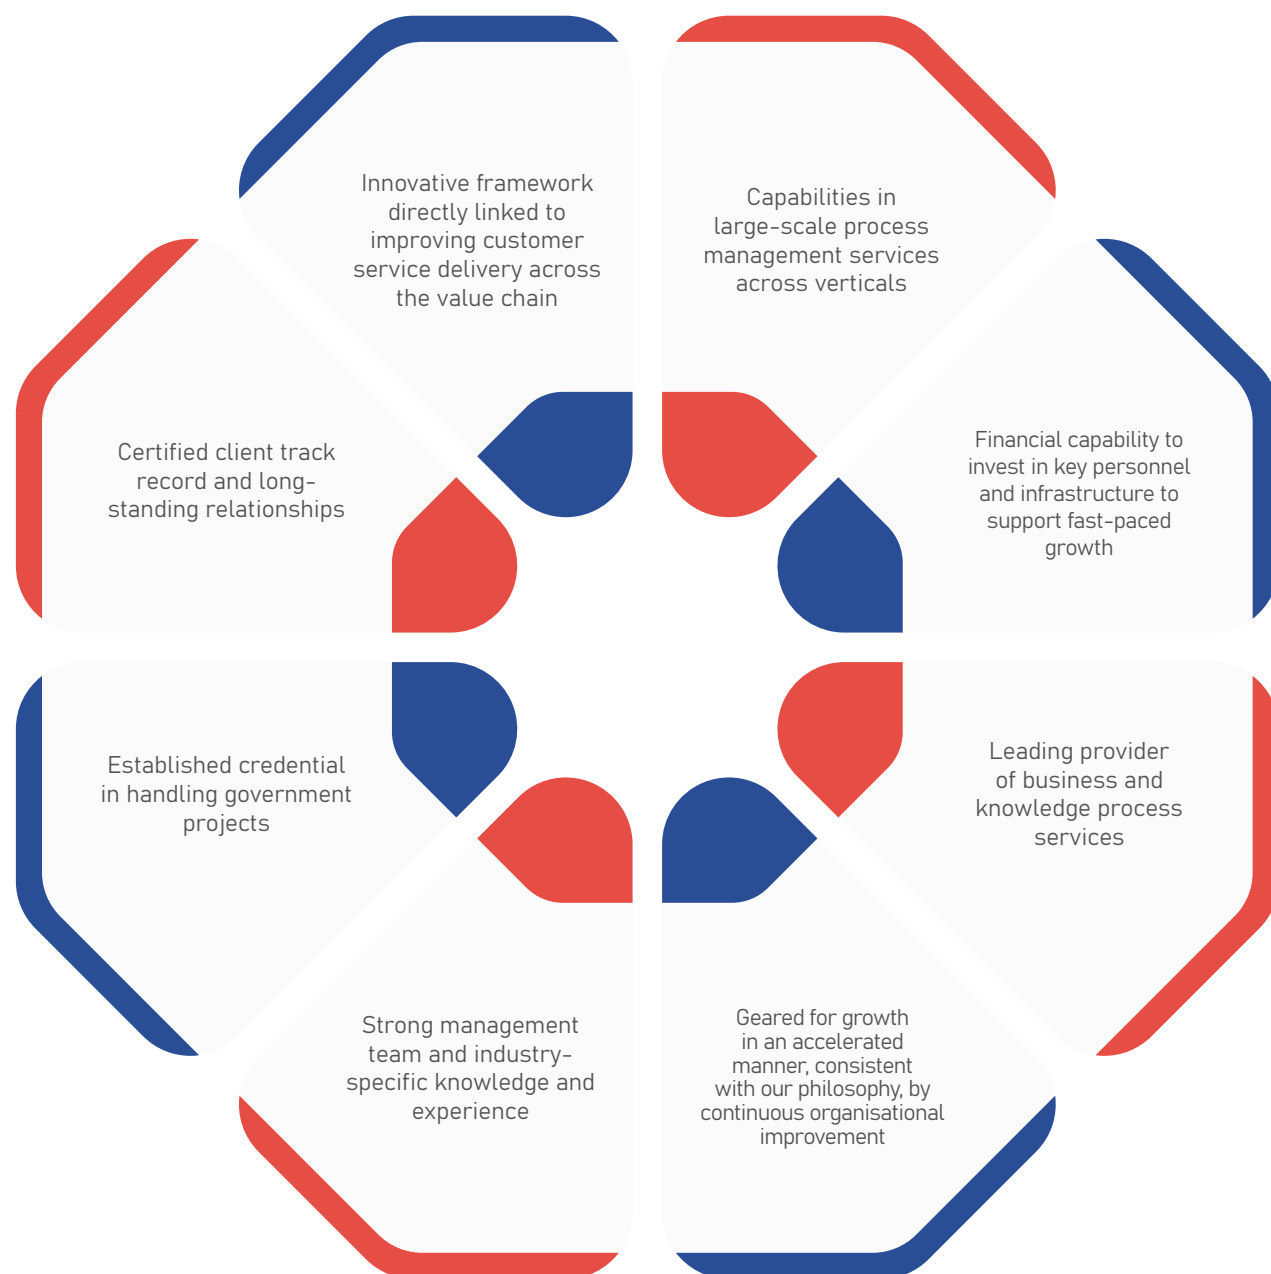 Innovative framework
directly linked to
improving customer
service delivery across
the value chain
Capabilities in
large-scale process
management services
across verticals
Certified client track
record and long-
standing relationships
Financial capability to
invest in key personnel
and infrastructure to
support fast-paced
growth
Established credential
in handling government
projects
Leading provider
of business and
knowledge process
services
Strong management
team and industry-
specific knowledge and
experience
Geared for growth
in an accelerated
manner, consistent
with our philosophy, by
continuous organisational
improvement